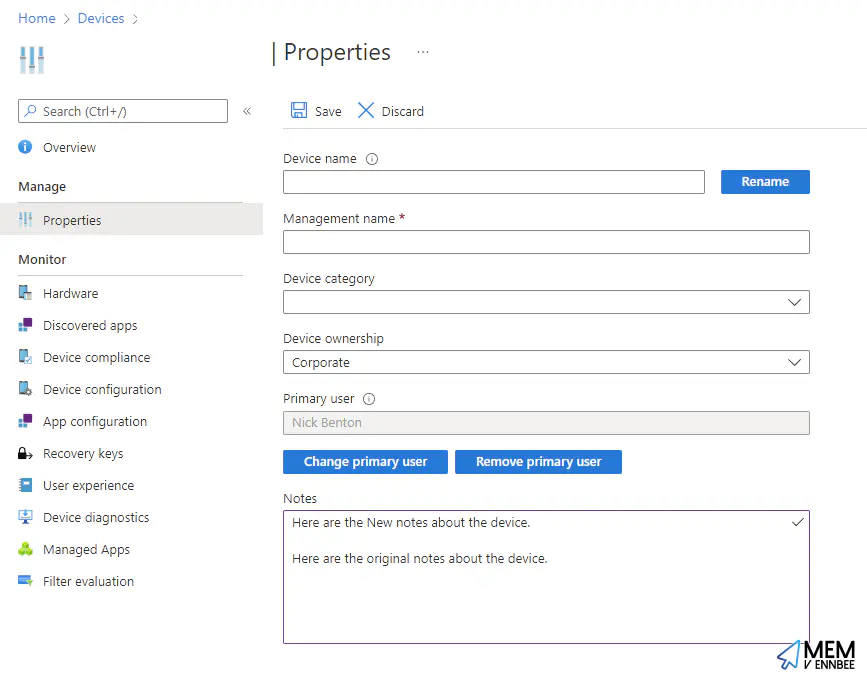 Home > Devices >
| Properties ...
Search (Ctrl+/) «
Save Discard
Overview
Manage
Properties
Monitor
Hardware
Discovered apps
Device compliance
Device configuration
App configuration
Recovery keys
User experience
Device diagnostics
Managed Apps
Filter evaluation
Device name
Rename
Management name *
Device category
Device ownership
Corporate
Primary user
Nick Benton
Change primary user Remove primary user
Notes
Here are the New notes about the device.
Here are the original notes about the device.
MEM
V ENNBEE